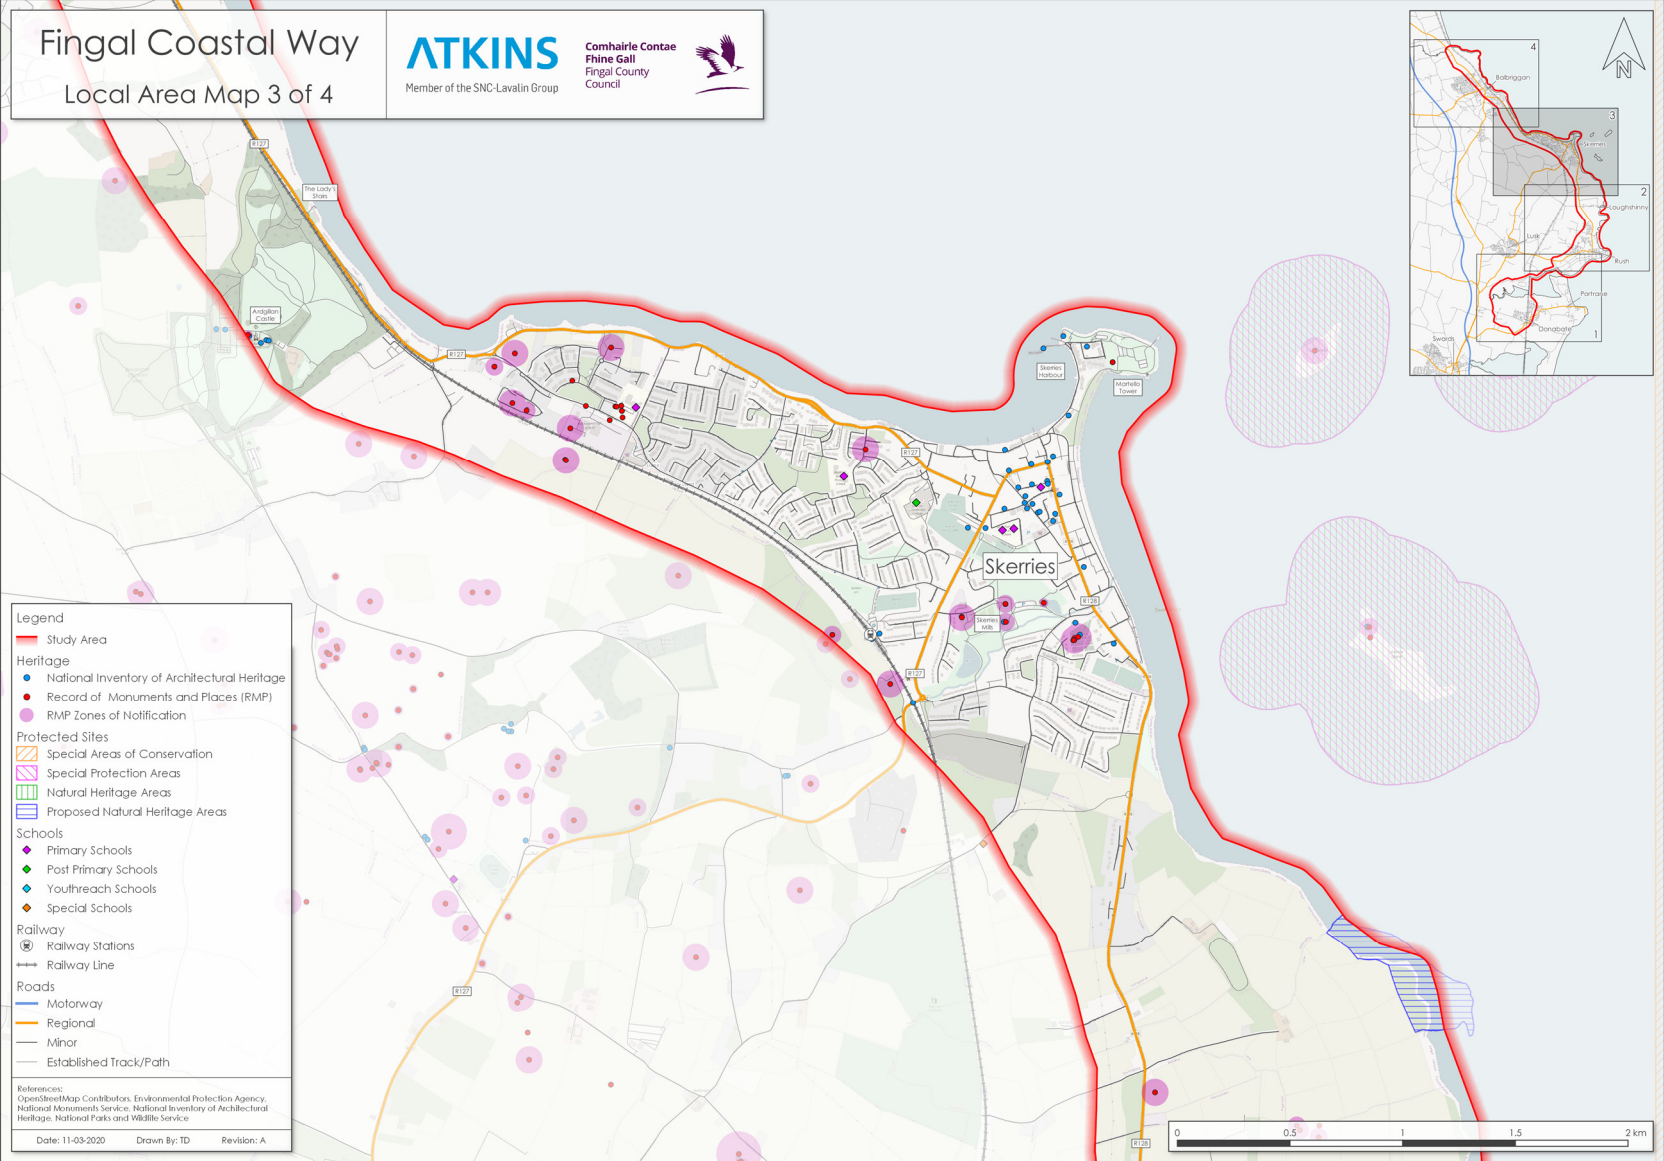 Fingal Coastal Way
Local Area Map 3 of 4
ATKINS
Member of the SNC-Lavalin Group
Comhairle Contae
Fhine Gall
Fingal County
Council
4
Balbriggan
3
Skerries
2
Loughshinny
Lusk
Rush
Portrane
Donabate
1
Swords
N
R127
The Lady's
Stairs
Ardgillan
Castle
R127
Skerries
Harbour
Martello
Tower
R127
Skerries
R128
Skerries
Mills
R127
R127
R128
Legend
Study Area
Heritage
National Inventory of Architectural Heritage
Record of Monuments and Places (RMP)
RMP Zones of Notification
Protected Sites
Special Areas of Conservation
Special Protection Areas
Natural Heritage Areas
Proposed Natural Heritage Areas
Schools
Primary Schools
Post Primary Schools
Youthreach Schools
Special Schools
Railway
Railway Stations
Railway Line
Roads
Motorway
Regional
Minor
Established Track/Path
References:
OpenStreetMap Contributors, Environmental Protection Agency,
National Monuments Service, National Inventory of Architectural
Heritage, National Parks and Wildlife Service
Date: 11-03-2020 Drawn By: TD Revision: A
0 0.5 1 1.5 2 km